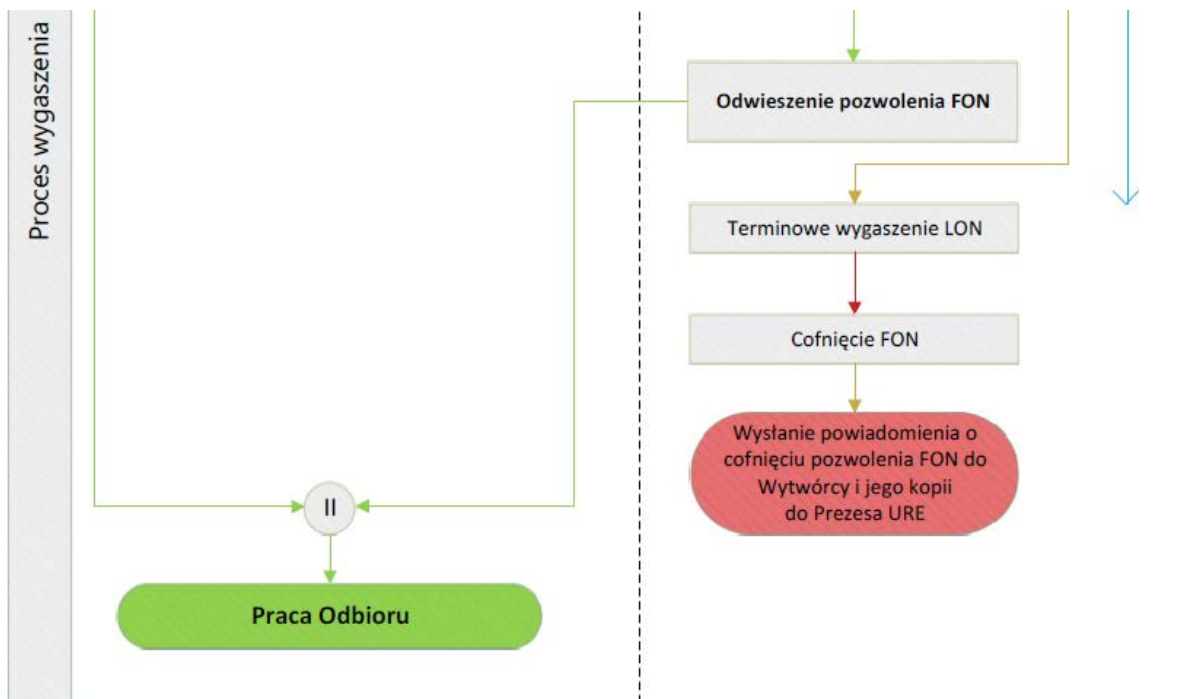 Proces wygaszenia
Odwieszenie pozwolenia FON
Terminowe wygaszenie LON
Cofnięcie FON
Wysłanie powiadomienia o
cofnięciu pozwolenia FON do
Wytwórcy i jego kopii
do Prezesa URE
II
Praca Odbioru